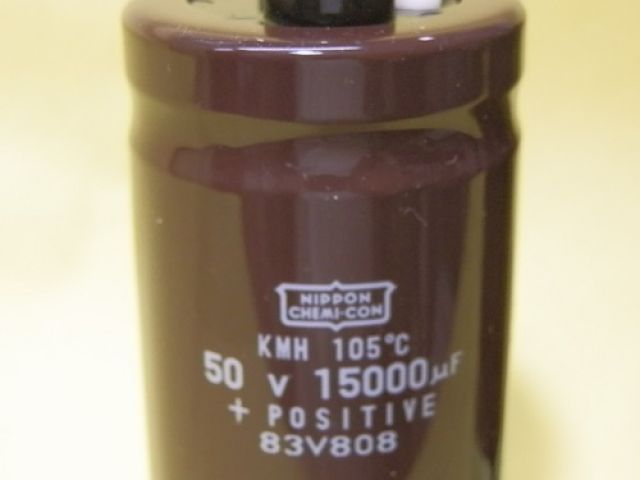 NIPPON
CHEMI-CON
KMH 105°C
50 V 15000μF
+ POSITIVE
83V808